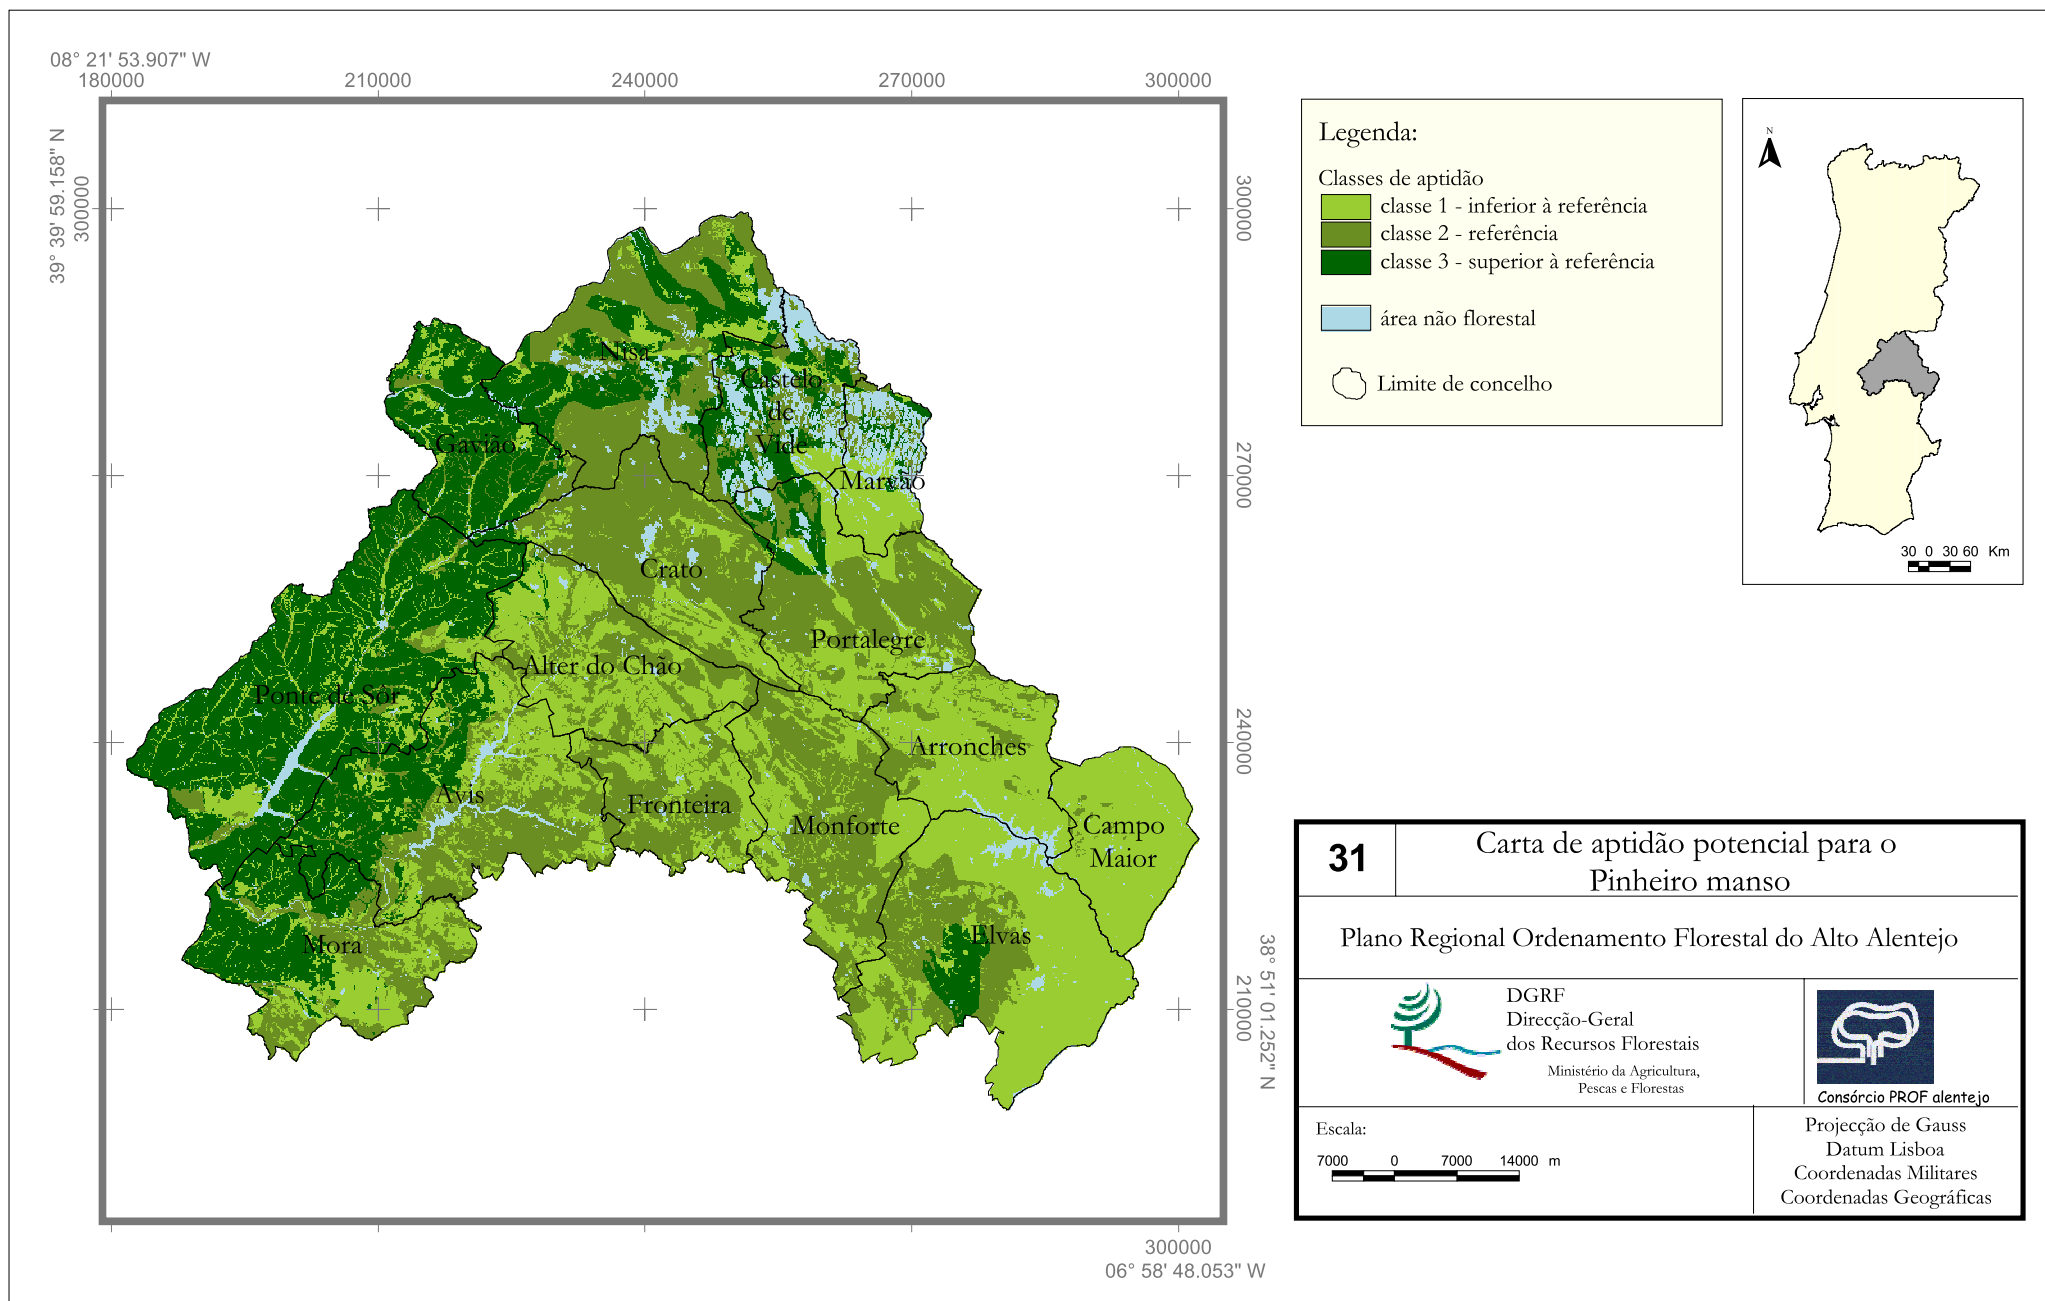 08° 21' 53.907" W
180000
210000
240000
270000
300000
39° 39' 59.158" N
300000
300000
270000
240000
210000
38° 51' 01.252" N
300000
06° 58' 48.053" W
Nisa
Castelo
de
Vide
Gavião
Marvão
Crato
Portalegre
Alter do Chão
Ponte de Sôr
Arronches
Avis
Fronteira
Monforte
Campo
Maior
Elvas
Mora
Legenda:
Classes de aptidão
classe 1 - inferior à referência
classe 2 - referência
classe 3 - superior à referência
área não florestal
Limite de concelho
N
30 0 30 60 Km
31
Carta de aptidão potencial para o
Pinheiro manso
Plano Regional Ordenamento Florestal do Alto Alentejo
DGRF
Direcção-Geral
dos Recursos Florestais
Ministério da Agricultura,
Pescas e Florestas
Consórcio PROF alentejo
Escala:
7000 0 7000 14000 m
Projecção de Gauss
Datum Lisboa
Coordenadas Militares
Coordenadas Geográficas